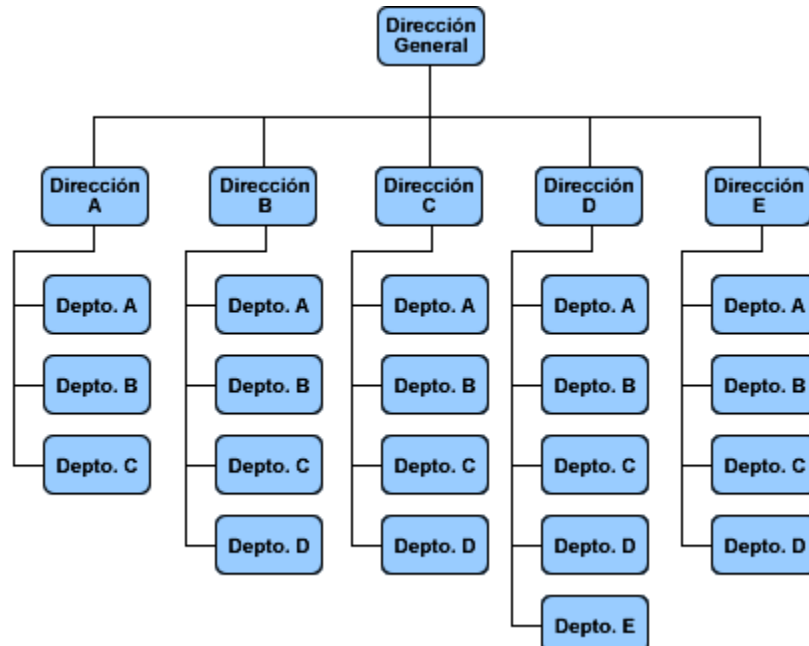 Dirección
General
Dirección
A
Dirección
B
Dirección
C
Dirección
D
Dirección
E
Depto. A
Depto. A
Depto. A
Depto. A
Depto. A
Depto. B
Depto. B
Depto. B
Depto. B
Depto. B
Depto. C
Depto. C
Depto. C
Depto. C
Depto. C
Depto. D
Depto. D
Depto. D
Depto. D
Depto. E